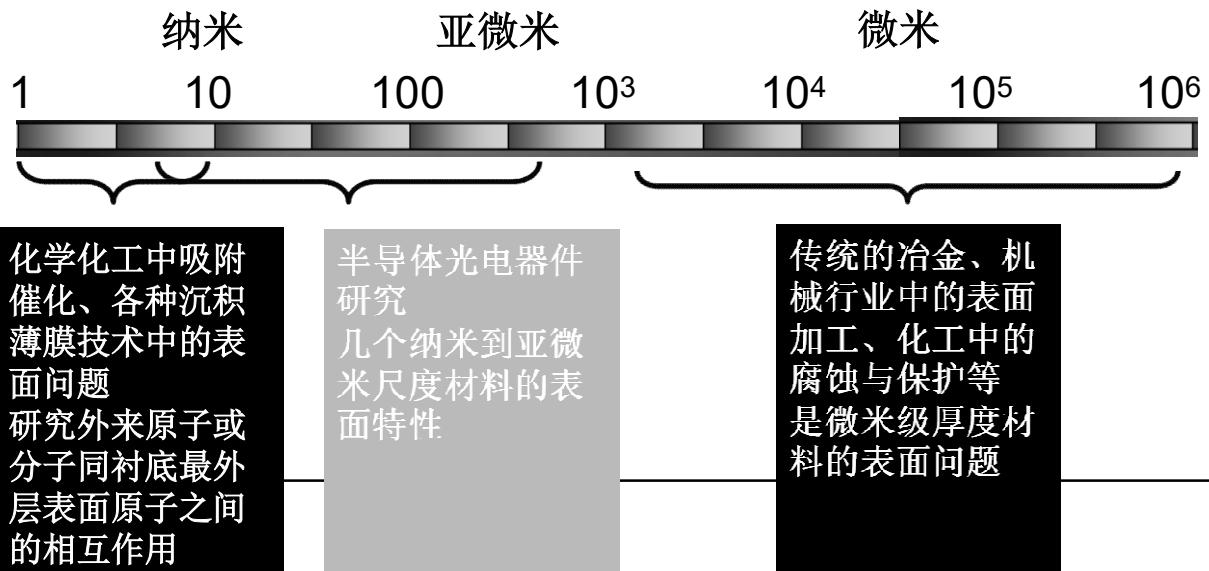 纳米 亚微米 微米
1 10 100 10³ 10⁴ 10⁵ 10⁶
化学化工中吸附
催化、各种沉积
薄膜技术中的表
面问题
研究外来原子或
分子同衬底最外
层表面原子之间
的相互作用
半导体光电器件
研究
几个纳米到亚微
米尺度材料的表
面特性
传统的冶金、机
械行业中的表面
加工、化工中的
腐蚀与保护等
是微米级厚度材
料的表面问题